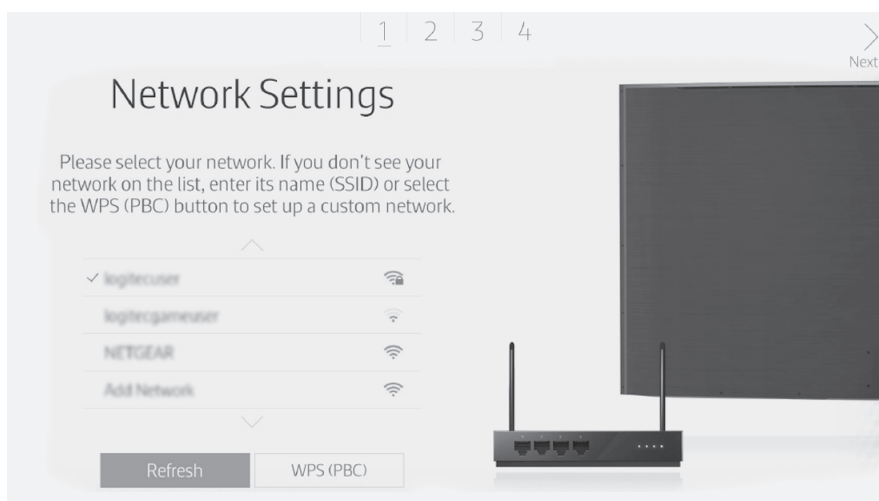 1 2 3 4
Next
Network Settings
Please select your network. If you don't see your
network on the list, enter its name (SSID) or select
the WPS (PBC) button to set up a custom network.
logitecuser
logitecgameuser
NETGEAR
Add Network
Refresh
WPS (PBC)